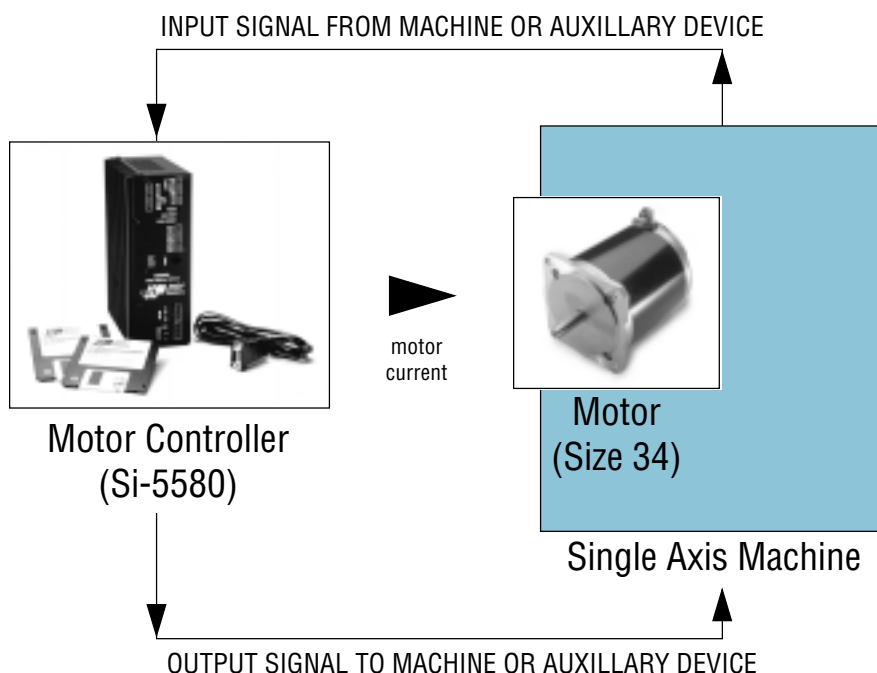 INPUT SIGNAL FROM MACHINE OR AUXILLARY DEVICE
motor
current
Motor Controller
(Si-5580)
Motor
(Size 34)
Single Axis Machine
OUTPUT SIGNAL TO MACHINE OR AUXILLARY DEVICE